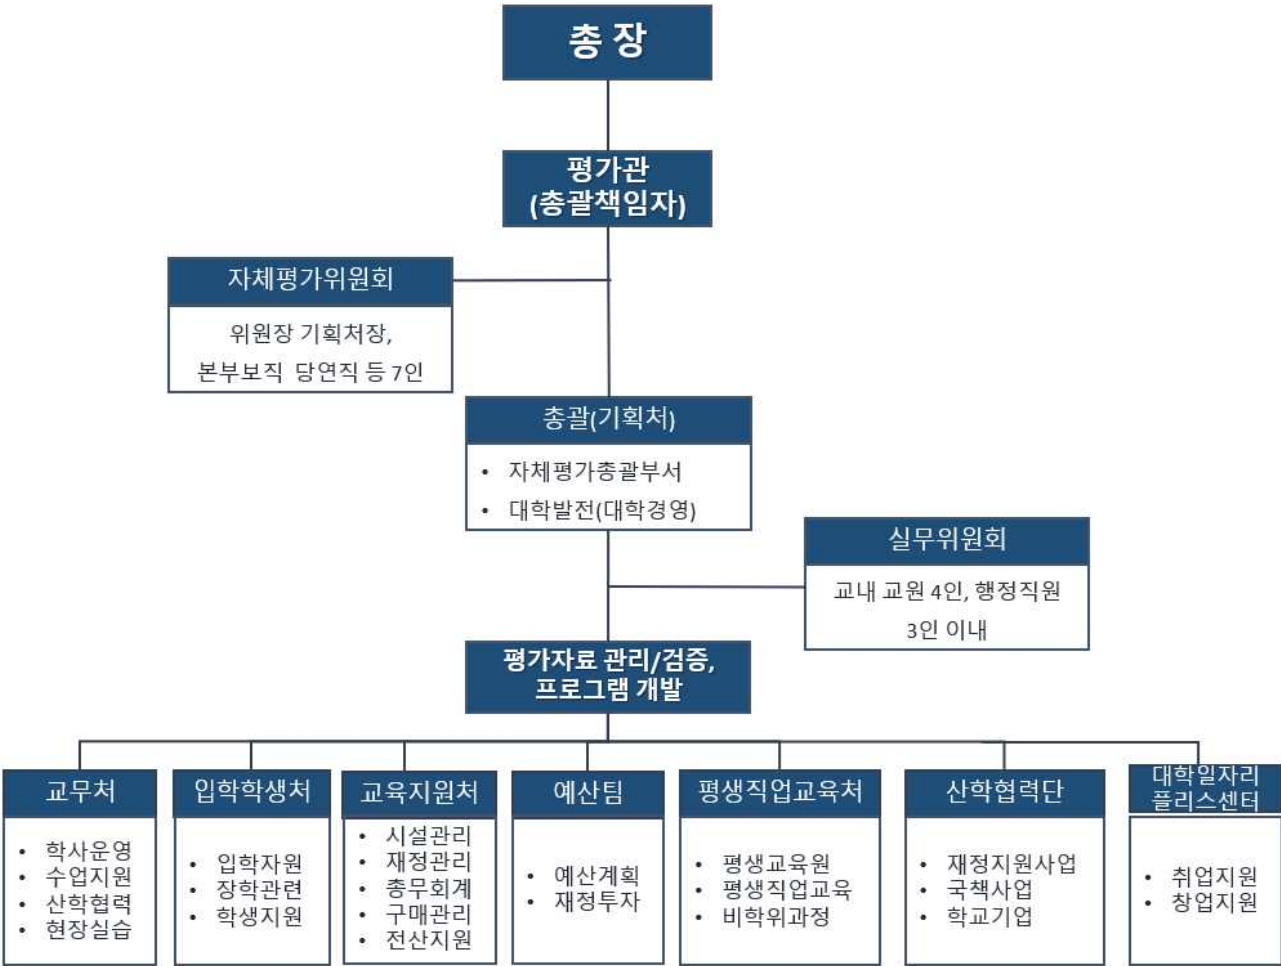 총 장
평가관
(총괄책임자)
자체평가위원회
위원장 기획처장,
본부보직 당연직 등 7인
총괄(기획처)
• 자체평가총괄부서
• 대학발전(대학경영)
실무위원회
교내 교원 4인, 행정직원
3인 이내
평가자료 관리/검증,
프로그램 개발
교무처
• 학사운영
• 수업지원
• 산학협력
• 현장실습
입학학생처
• 입학자원
• 장학관련
• 학생지원
교육지원처
• 시설관리
• 재정관리
• 총무회계
• 구매관리
• 전산지원
예산팀
• 예산계획
• 재정투자
평생직업교육처
• 평생교육원
• 평생직업교육
• 비학위과정
산학협력단
• 재정지원사업
• 국책사업
• 학교기업
대학일자리
플리스센터
• 취업지원
• 창업지원